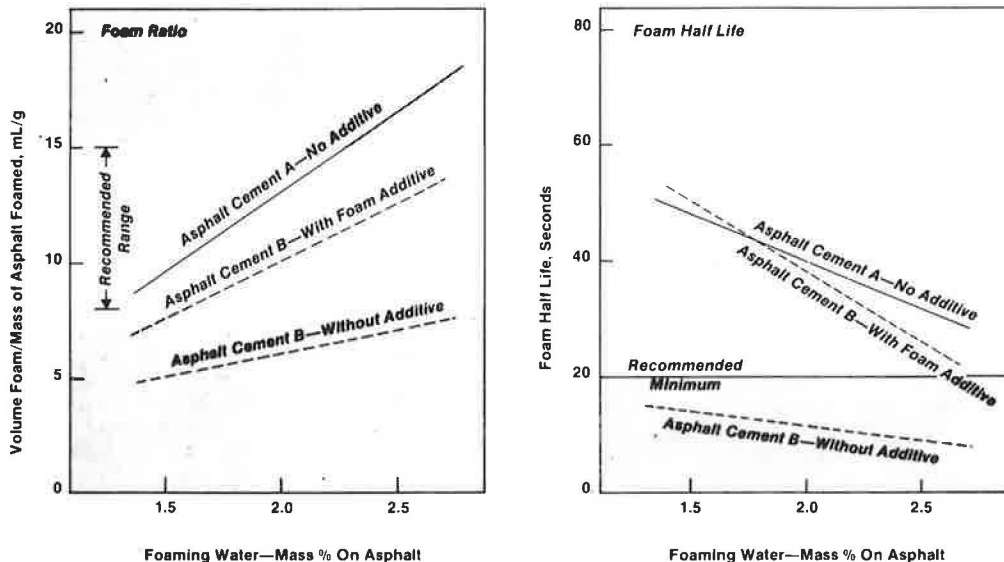 Foam Ratio
Volume Foam/Mass of Asphalt Foamed, mL/g
20
15
10
5
0
Recommended
Range
Asphalt Cement A—No Additive
Asphalt Cement B—With Foam Additive
Asphalt Cement B—Without Additive
1.5 2.0 2.5
Foaming Water—Mass % On Asphalt
Foam Half Life
Foam Half Life, Seconds
80
60
40
20
0
Asphalt Cement A—No Additive
Asphalt Cement B—With Foam Additive
Recommended
Minimum
Asphalt Cement B—Without Additive
1.5 2.0 2.5
Foaming Water—Mass % On Asphalt